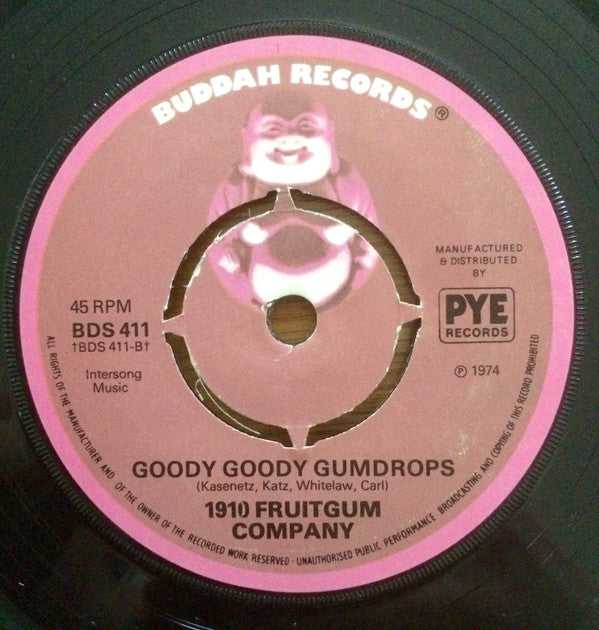 BUDDAH RECORDS®
MANUFACTURED
& DISTRIBUTED
BY
PYE
RECORDS
45 RPM
BDS 411
†BDS 411-B†
Intersong
Music
℗ 1974
GOODY GOODY GUMDROPS
(Kasenetz, Katz, Whitelaw, Carl)
1910 FRUITGUM
COMPANY
ALL RIGHTS OF THE MANUFACTURER AND OF THE OWNER OF THE RECORDED WORK RESERVED · UNAUTHORISED PUBLIC PERFORMANCE BROADCASTING AND COPYING OF THIS RECORD PROHIBITED